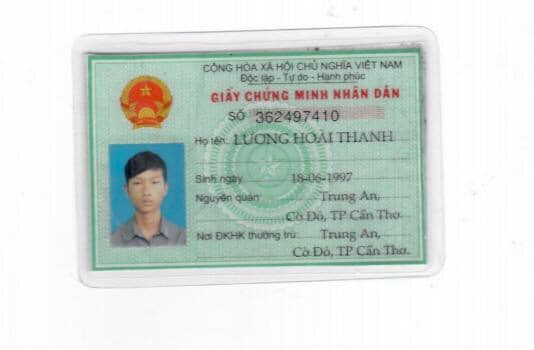 CỘNG HÒA XÃ HỘI CHỦ NGHĨA VIỆT NAM
Độc lập - Tự do - Hạnh phúc
GIẤY CHỨNG MINH NHÂN DÂN
SỐ 362497410
Họ tên: LƯƠNG HOÀI THANH
Sinh ngày 18-06-1997
Nguyên quán: Trung An,
Cờ Đỏ, TP Cần Thơ.
Nơi ĐKHK thường trú: Trung An,
Cờ Đỏ, TP Cần Thơ.